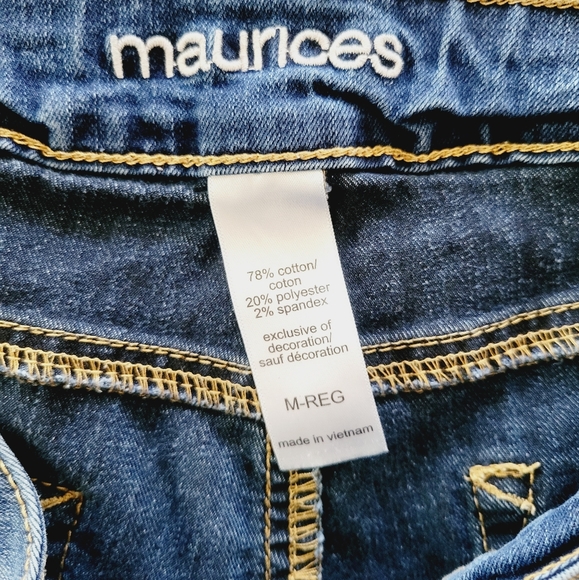 maurices
78% cotton/
coton
20% polyester
2% spandex
exclusive of
decoration/
sauf décoration
M-REG
made in vietnam